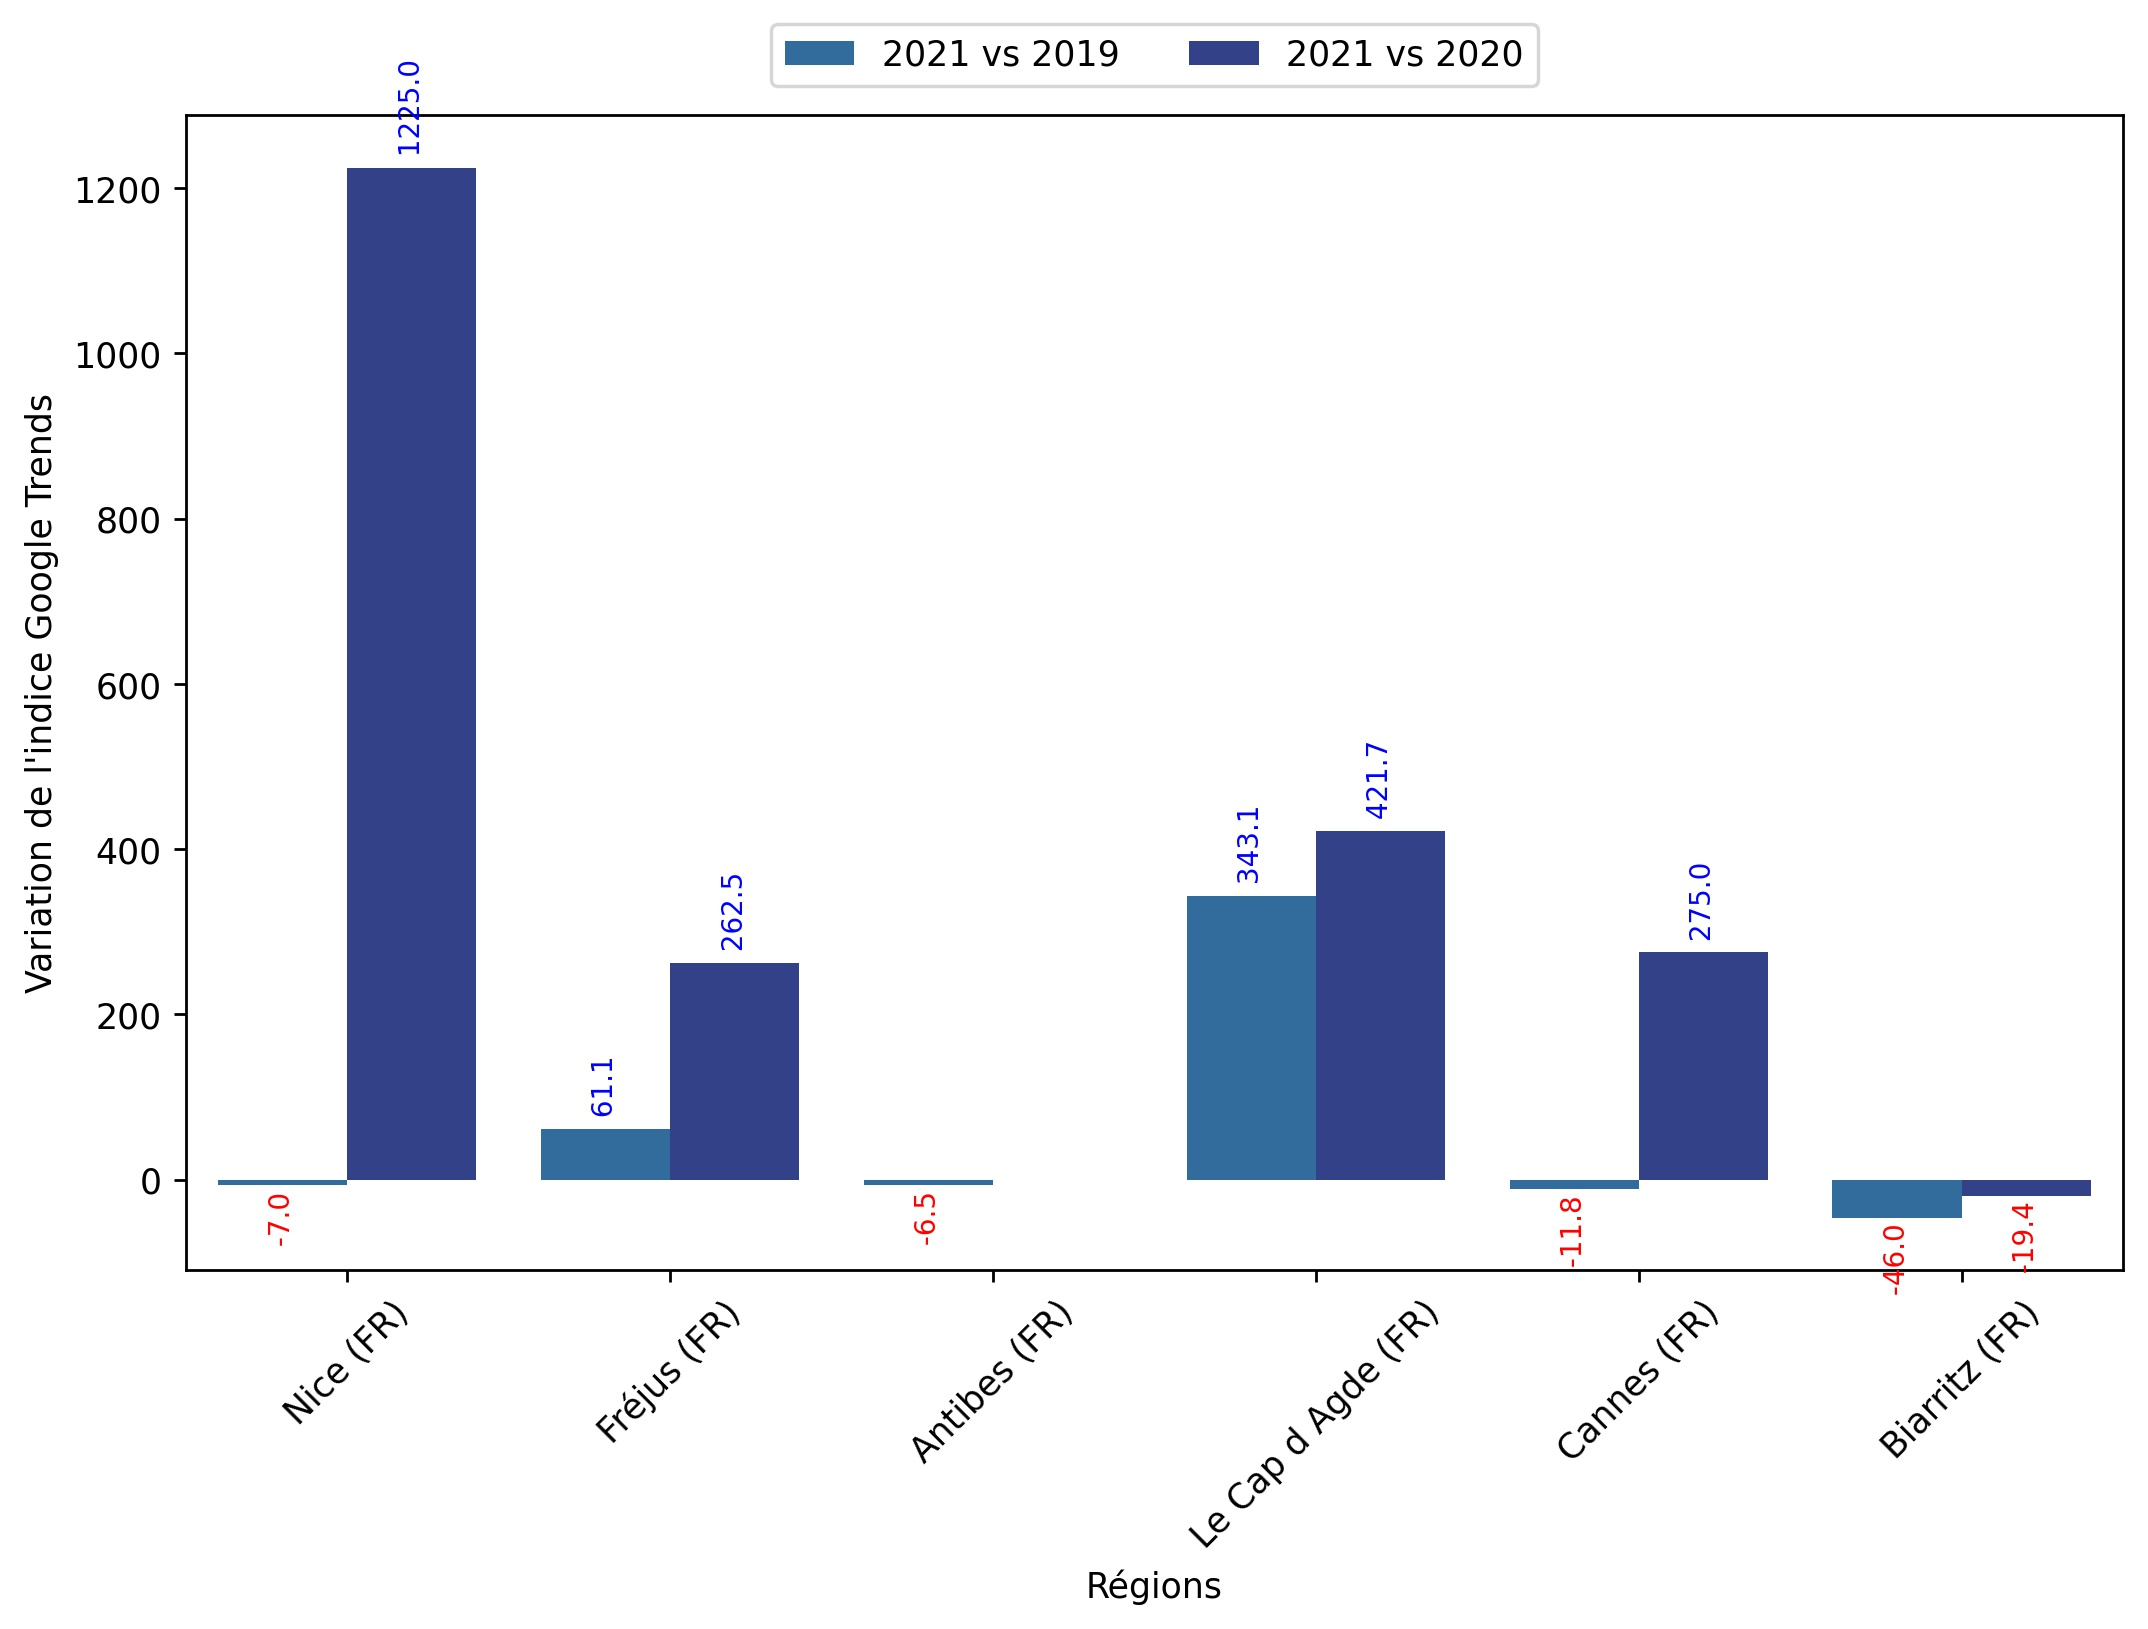 2021 vs 2019 2021 vs 2020
Variation de l'indice Google Trends
1200
1000
800
600
400
200
0
-7.0
1225.0
61.1
262.5
-6.5
343.1
421.7
-11.8
275.0
-46.0
-19.4
Nice (FR)
Fréjus (FR)
Antibes (FR)
Le Cap d Agde (FR)
Cannes (FR)
Biarritz (FR)
Régions